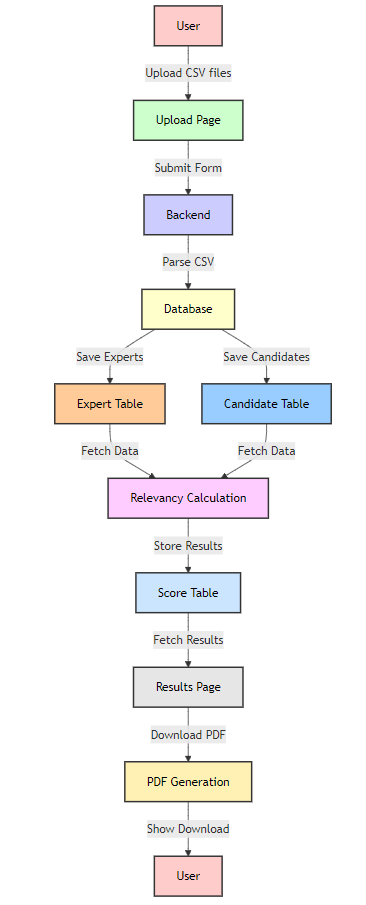 User
Upload CSV files
Upload Page
Submit Form
Backend
Parse CSV
Database
Save Experts
Save Candidates
Expert Table
Candidate Table
Fetch Data
Fetch Data
Relevancy Calculation
Store Results
Score Table
Fetch Results
Results Page
Download PDF
PDF Generation
Show Download
User